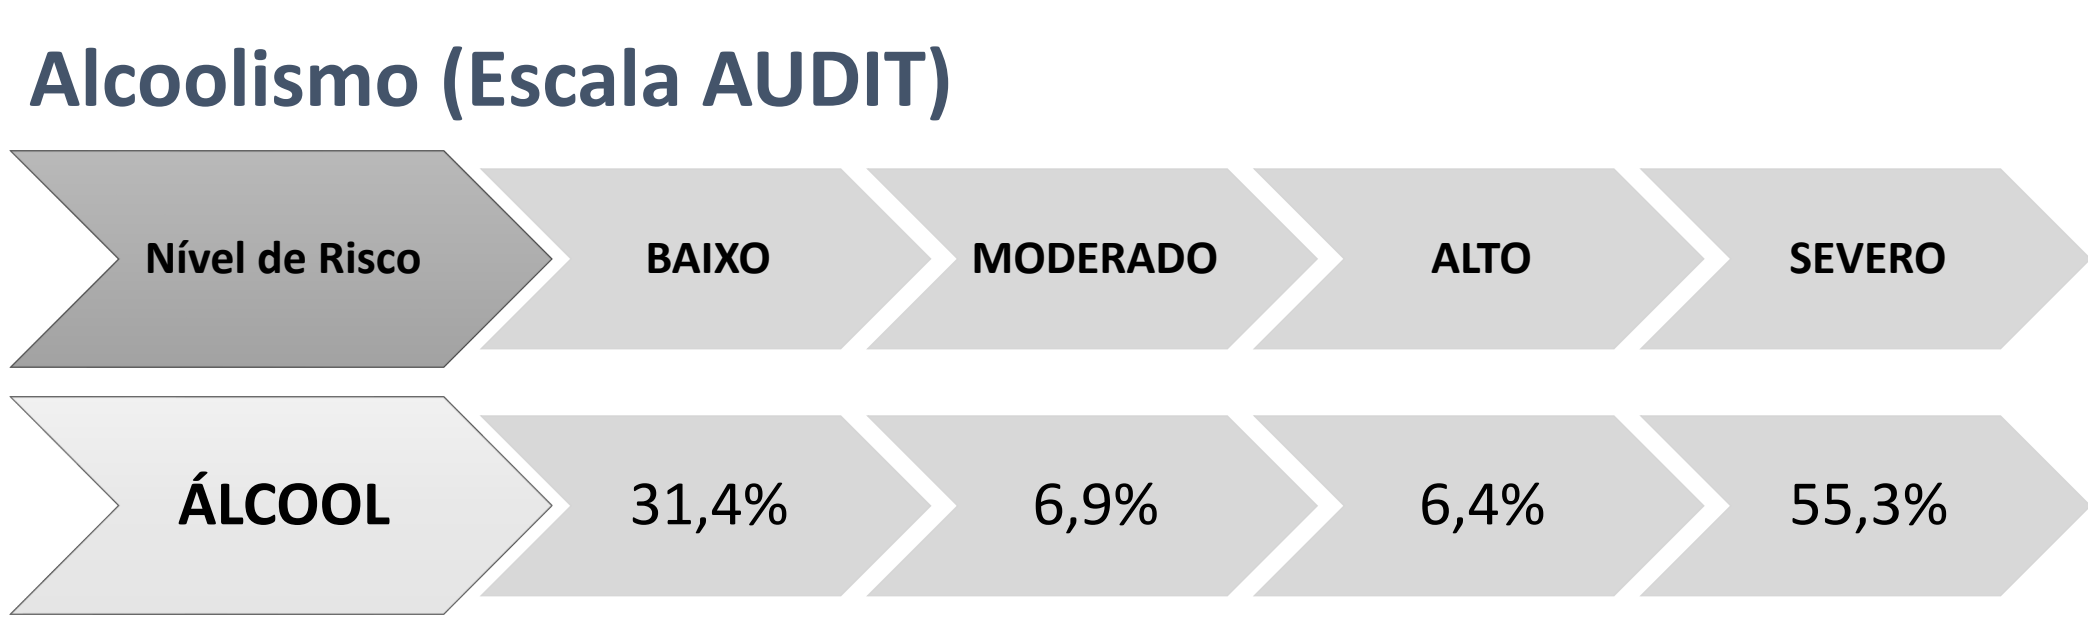 Alcoolismo (Escala AUDIT)
Nível de Risco BAIXO MODERADO ALTO SEVERO
ÁLCOOL 31,4% 6,9% 6,4% 55,3%